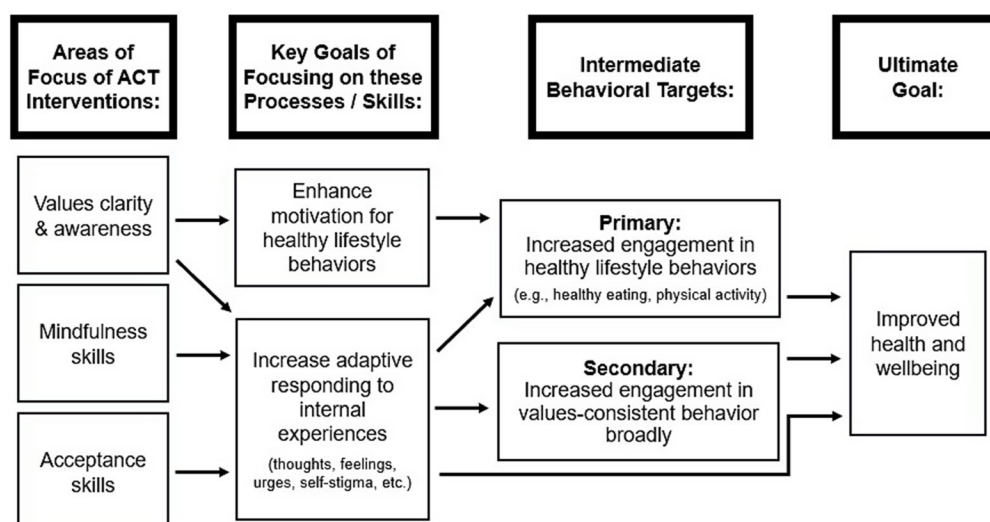 Areas of
Focus of ACT
Interventions:
Key Goals of
Focusing on these
Processes / Skills:
Intermediate
Behavioral Targets:
Ultimate
Goal:
Values clarity
& awareness
Mindfulness
skills
Acceptance
skills
Enhance
motivation for
healthy lifestyle
behaviors
Increase adaptive
responding to
internal
experiences
(thoughts, feelings,
urges, self-stigma, etc.)
Primary:
Increased engagement in
healthy lifestyle behaviors
(e.g., healthy eating, physical activity)
Secondary:
Increased engagement in
values-consistent behavior
broadly
Improved
health and
wellbeing